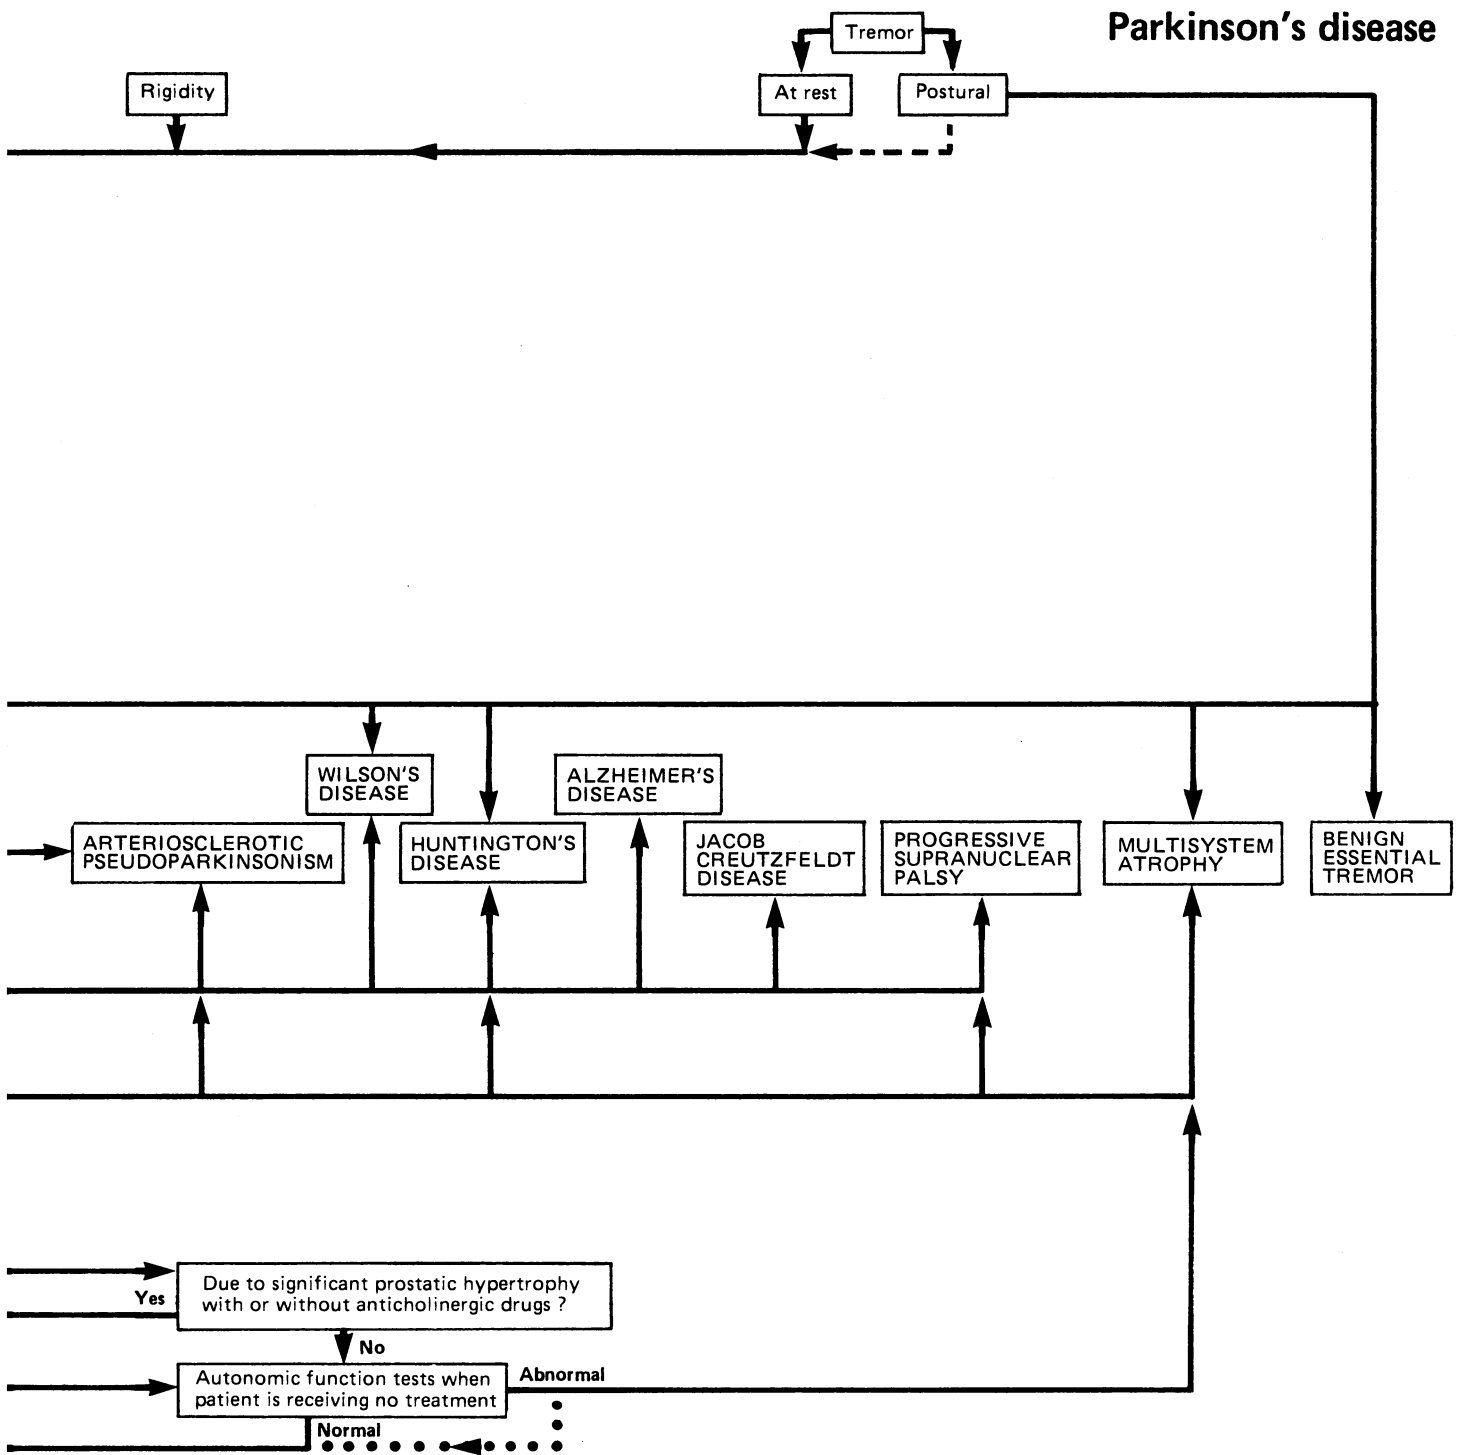 Parkinson's disease
Tremor
Rigidity
At rest
Postural
WILSON'S
DISEASE
ALZHEIMER'S
DISEASE
ARTERIOSCLEROTIC
PSEUDOPARKINSONISM
HUNTINGTON'S
DISEASE
JACOB
CREUTZFELDT
DISEASE
PROGRESSIVE
SUPRANUCLEAR
PALSY
MULTISYSTEM
ATROPHY
BENIGN
ESSENTIAL
TREMOR
Due to significant prostatic hypertrophy
with or without anticholinergic drugs ?
Yes
No
Autonomic function tests when
patient is receiving no treatment
Abnormal
Normal